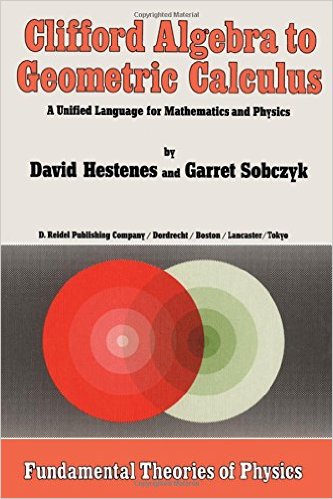 Clifford Algebra to
Geometric Calculus
A Unified Language for Mathematics and Physics
by
David Hestenes and Garret Sobczyk
D. Reidel Publishing Company / Dordrecht / Boston / Lancaster / Tokyo
Fundamental Theories of Physics